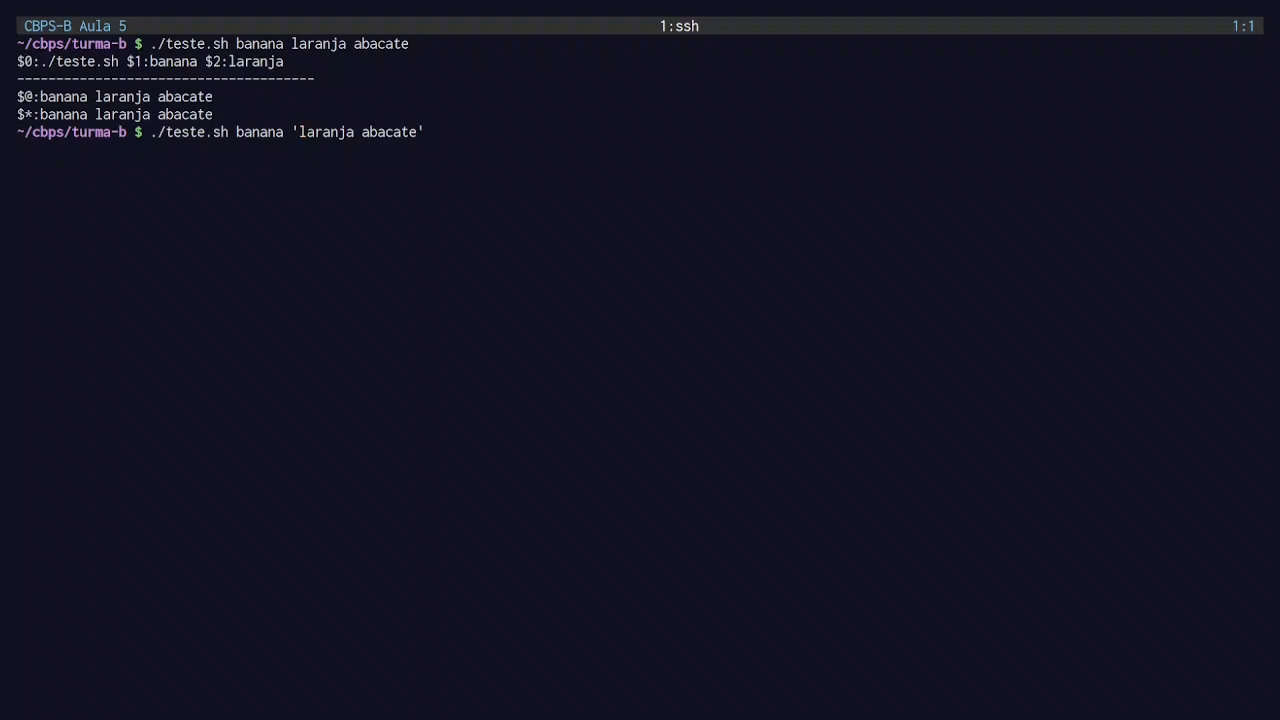 CBPS-B Aula 5 1:ssh 1:1
~/cbps/turma-b $ ./teste.sh banana laranja abacate
$0:./teste.sh $1:banana $2:laranja
--------------------------------------
$@:banana laranja abacate
$*:banana laranja abacate
~/cbps/turma-b $ ./teste.sh banana 'laranja abacate'